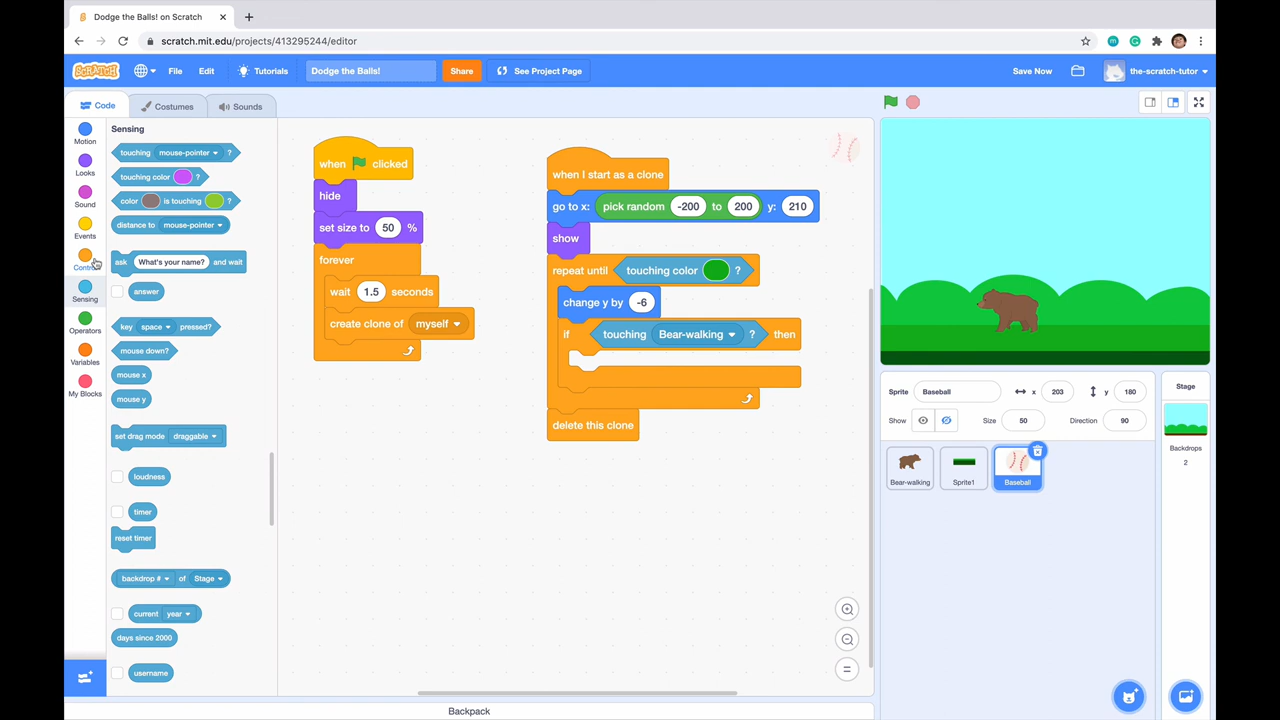 Dodge the Balls! on Scratch
scratch.mit.edu/projects/413295244/editor
SCRATCH File Edit Tutorials Dodge the Balls! Share See Project Page Save Now the-scratch-tutor
Code Costumes Sounds
Motion
Looks
Sound
Events
Control
Sensing
Operators
Variables
My Blocks
Sensing
touching mouse-pointer ?
touching color ?
color is touching ?
distance to mouse-pointer
ask What's your name? and wait
answer
key space pressed?
mouse down?
mouse x
mouse y
set drag mode draggable
loudness
timer
reset timer
backdrop # of Stage
current year
days since 2000
username
when clicked
hide
set size to 50 %
forever
wait 1.5 seconds
create clone of myself
when I start as a clone
go to x: pick random -200 to 200 y: 210
show
repeat until touching color ?
change y by -6
if touching Bear-walking ? then
delete this clone
Sprite Baseball x 203 y 180
Show Size 50 Direction 90
Bear-walking Sprite1 Baseball
Stage
Backdrops
2
Backpack